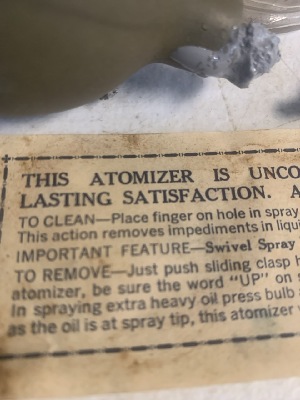 THIS ATOMIZER IS UNCO
LASTING SATISFACTION. A
TO CLEAN—Place finger on hole in spray
This action removes impediments in liqui
IMPORTANT FEATURE—Swivel Spray
TO REMOVE—Just push sliding clasp h
atomizer, be sure the word "UP" on s
In spraying extra heavy oil press bulb
as the oil is at spray tip, this atomizer